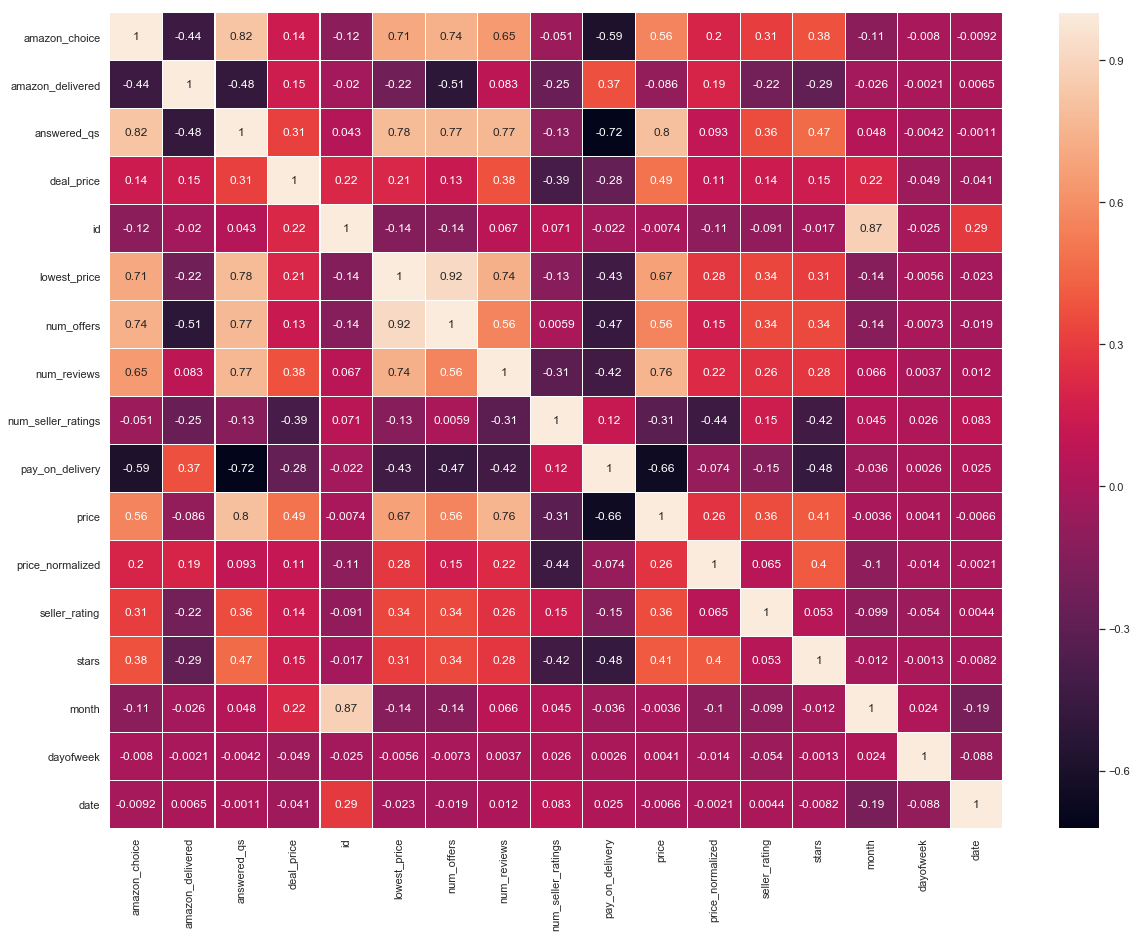 amazon_choice 1 -0.44 0.82 0.14 -0.12 0.71 0.74 0.65 -0.051 -0.59 0.56 0.2 0.31 0.38 -0.11 -0.008 -0.0092
0.9
amazon_delivered -0.44 1 -0.48 0.15 -0.02 -0.22 -0.51 0.083 -0.25 0.37 -0.086 0.19 -0.22 -0.29 -0.026 -0.0021 0.0065
answered_qs 0.82 -0.48 1 0.31 0.043 0.78 0.77 0.77 -0.13 -0.72 0.8 0.093 0.36 0.47 0.048 -0.0042 -0.0011
deal_price 0.14 0.15 0.31 1 0.22 0.21 0.13 0.38 -0.39 -0.28 0.49 0.11 0.14 0.15 0.22 -0.049 -0.041
0.6
id -0.12 -0.02 0.043 0.22 1 -0.14 -0.14 0.067 0.071 -0.022 -0.0074 -0.11 -0.091 -0.017 0.87 -0.025 0.29
lowest_price 0.71 -0.22 0.78 0.21 -0.14 1 0.92 0.74 -0.13 -0.43 0.67 0.28 0.34 0.31 -0.14 -0.0056 -0.023
num_offers 0.74 -0.51 0.77 0.13 -0.14 0.92 1 0.56 0.0059 -0.47 0.56 0.15 0.34 0.34 -0.14 -0.0073 -0.019
0.3
num_reviews 0.65 0.083 0.77 0.38 0.067 0.74 0.56 1 -0.31 -0.42 0.76 0.22 0.26 0.28 0.066 0.0037 0.012
num_seller_ratings -0.051 -0.25 -0.13 -0.39 0.071 -0.13 0.0059 -0.31 1 0.12 -0.31 -0.44 0.15 -0.42 0.045 0.026 0.083
pay_on_delivery -0.59 0.37 -0.72 -0.28 -0.022 -0.43 -0.47 -0.42 0.12 1 -0.66 -0.074 -0.15 -0.48 -0.036 0.0026 0.025
0.0
price 0.56 -0.086 0.8 0.49 -0.0074 0.67 0.56 0.76 -0.31 -0.66 1 0.26 0.36 0.41 -0.0036 0.0041 -0.0066
price_normalized 0.2 0.19 0.093 0.11 -0.11 0.28 0.15 0.22 -0.44 -0.074 0.26 1 0.065 0.4 -0.1 -0.014 -0.0021
seller_rating 0.31 -0.22 0.36 0.14 -0.091 0.34 0.34 0.26 0.15 -0.15 0.36 0.065 1 0.053 -0.099 -0.054 0.0044
-0.3
stars 0.38 -0.29 0.47 0.15 -0.017 0.31 0.34 0.28 -0.42 -0.48 0.41 0.4 0.053 1 -0.012 -0.0013 -0.0082
month -0.11 -0.026 0.048 0.22 0.87 -0.14 -0.14 0.066 0.045 -0.036 -0.0036 -0.1 -0.099 -0.012 1 0.024 -0.19
dayofweek -0.008 -0.0021 -0.0042 -0.049 -0.025 -0.0056 -0.0073 0.0037 0.026 0.0026 0.0041 -0.014 -0.054 -0.0013 0.024 1 -0.088
-0.6
date -0.0092 0.0065 -0.0011 -0.041 0.29 -0.023 -0.019 0.012 0.083 0.025 -0.0066 -0.0021 0.0044 -0.0082 -0.19 -0.088 1
amazon_choice amazon_delivered answered_qs deal_price id lowest_price num_offers num_reviews num_seller_ratings pay_on_delivery price price_normalized seller_rating stars month dayofweek date